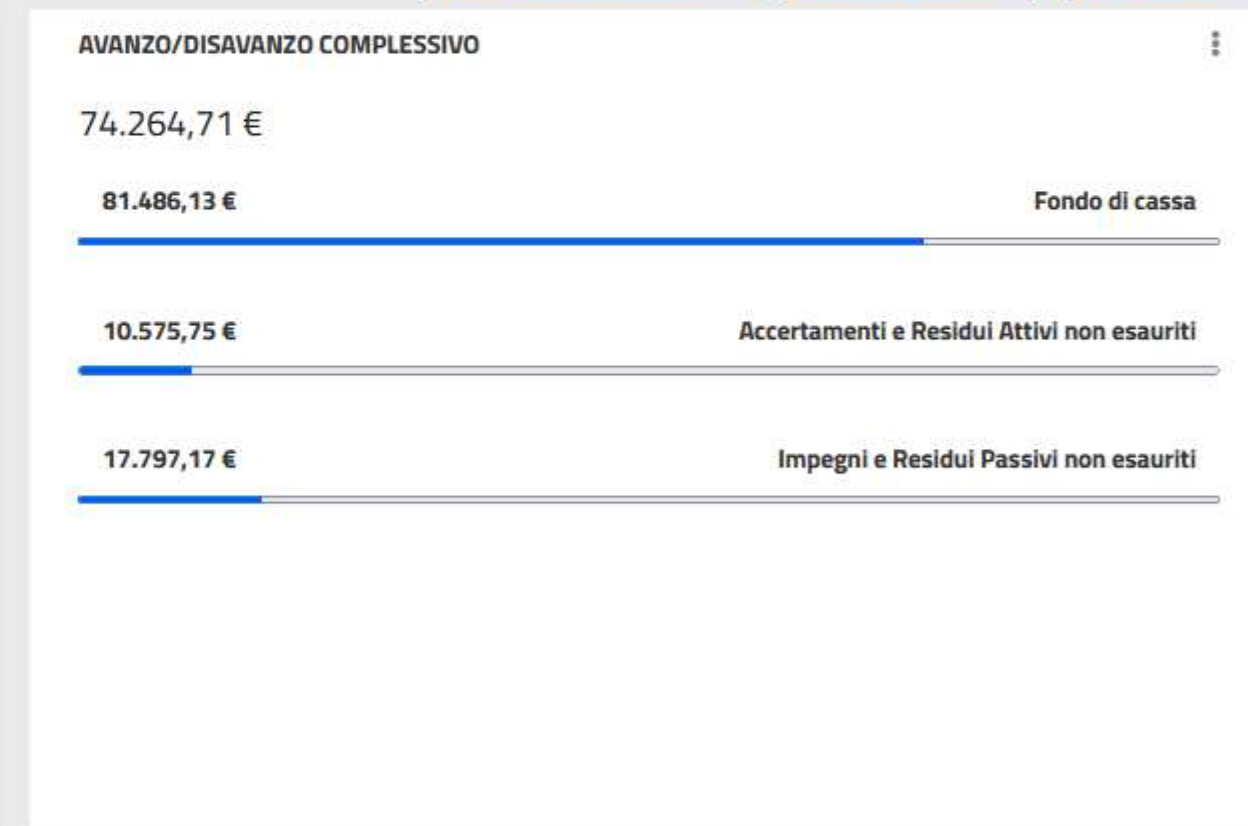 AVANZO/DISAVANZO COMPLESSIVO
74.264,71 €
81.486,13 € Fondo di cassa
10.575,75 € Accertamenti e Residui Attivi non esauriti
17.797,17 € Impegni e Residui Passivi non esauriti